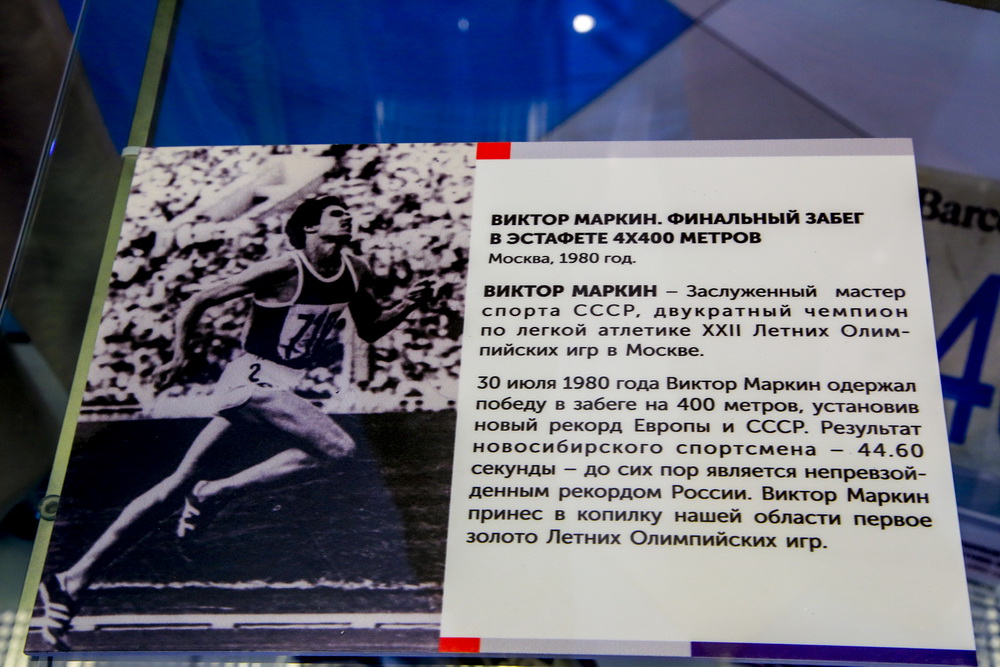 ВИКТОР МАРКИН. ФИНАЛЬНЫЙ ЗАБЕГ
В ЭСТАФЕТЕ 4Х400 МЕТРОВ
Москва, 1980 год.
ВИКТОР МАРКИН – Заслуженный мастер
спорта СССР, двукратный чемпион
по легкой атлетике XXII Летних Олим-
пийских игр в Москве.
30 июля 1980 года Виктор Маркин одержал
победу в забеге на 400 метров, установив
новый рекорд Европы и СССР. Результат
новосибирского спортсмена – 44.60
секунды – до сих пор является непревзой-
денным рекордом России. Виктор Маркин
принес в копилку нашей области первое
золото Летних Олимпийских игр.
2
Barc
4